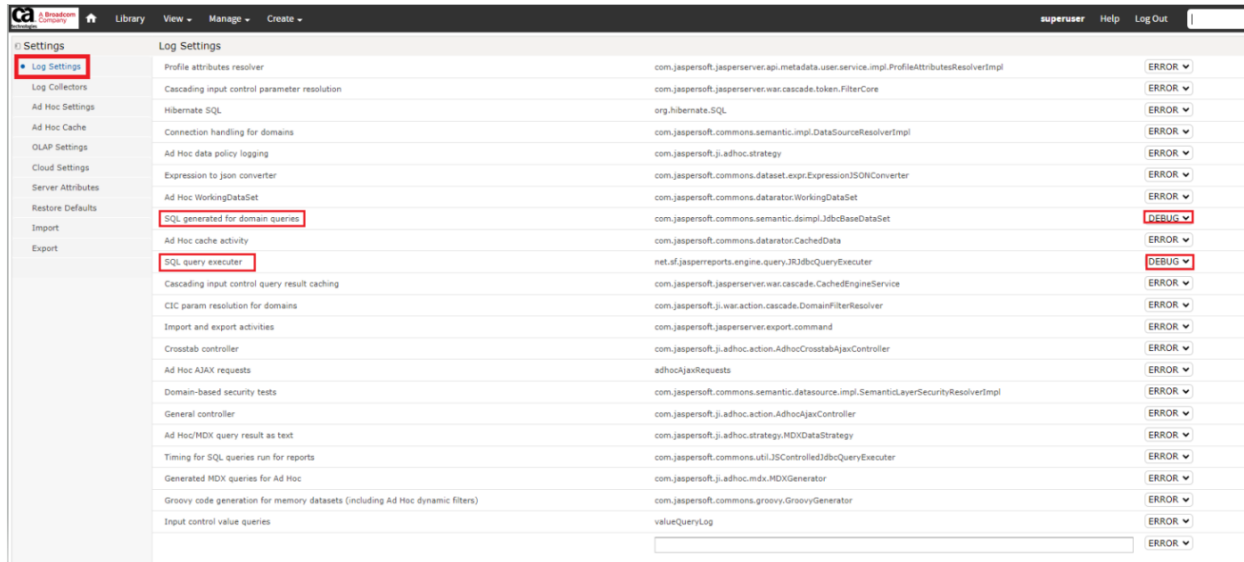 ca A Broadcom Company technologies Library View Manage Create superuser Help Log Out
Settings
Log Settings
Log Collectors
Ad Hoc Settings
Ad Hoc Cache
OLAP Settings
Cloud Settings
Server Attributes
Restore Defaults
Import
Export
Log Settings
Profile attributes resolver com.jaspersoft.jasperserver.api.metadata.user.service.impl.ProfileAttributesResolverImpl ERROR
Cascading input control parameter resolution com.jaspersoft.jasperserver.war.cascade.token.FilterCore ERROR
Hibernate SQL org.hibernate.SQL ERROR
Connection handling for domains com.jaspersoft.commons.semantic.impl.DataSourceResolverImpl ERROR
Ad Hoc data policy logging com.jaspersoft.ji.adhoc.strategy ERROR
Expression to json converter com.jaspersoft.commons.dataset.expr.ExpressionJSONConverter ERROR
Ad Hoc WorkingDataSet com.jaspersoft.commons.datarator.WorkingDataSet ERROR
SQL generated for domain queries com.jaspersoft.commons.semantic.dsimpl.JdbcBaseDataSet DEBUG
Ad Hoc cache activity com.jaspersoft.commons.datarator.CachedData ERROR
SQL query executer net.sf.jasperreports.engine.query.JRJdbcQueryExecuter DEBUG
Cascading input control query result caching com.jaspersoft.jasperserver.war.cascade.CachedEngineService ERROR
CIC param resolution for domains com.jaspersoft.ji.war.action.cascade.DomainFilterResolver ERROR
Import and export activities com.jaspersoft.jasperserver.export.command ERROR
Crosstab controller com.jaspersoft.ji.adhoc.action.AdhocCrosstabAjaxController ERROR
Ad Hoc AJAX requests adhocAjaxRequests ERROR
Domain-based security tests com.jaspersoft.commons.semantic.datasource.impl.SemanticLayerSecurityResolverImpl ERROR
General controller com.jaspersoft.ji.adhoc.action.AdhocAjaxController ERROR
Ad Hoc/MDX query result as text com.jaspersoft.ji.adhoc.strategy.MDXDataStrategy ERROR
Timing for SQL queries run for reports com.jaspersoft.commons.util.JSControlledJdbcQueryExecuter ERROR
Generated MDX queries for Ad Hoc com.jaspersoft.ji.adhoc.mdx.MDXGenerator ERROR
Groovy code generation for memory datasets (including Ad Hoc dynamic filters) com.jaspersoft.commons.groovy.GroovyGenerator ERROR
Input control value queries valueQueryLog ERROR
ERROR